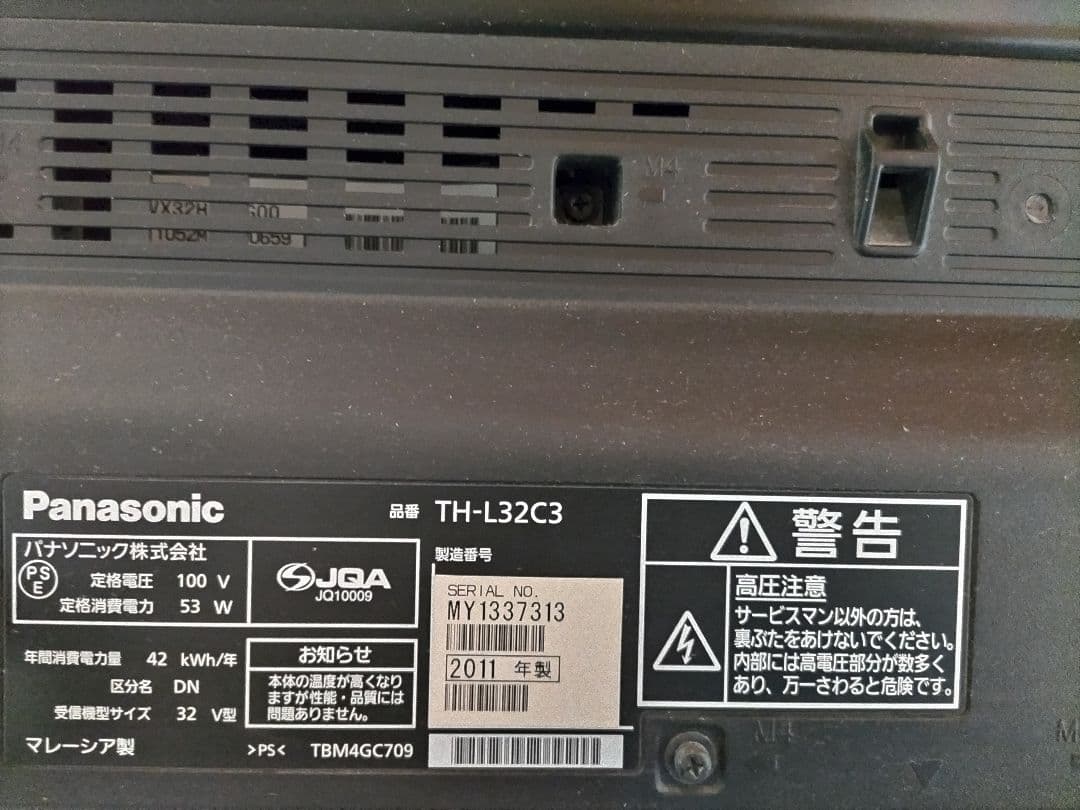 M4
VX32H
T1052M 0659
Panasonic
品番 TH-L32C3
パナソニック株式会社
PS
E
定格電圧 100 V
定格消費電力 53 W
JQA
JQ10009
年間消費電力量 42 kWh/年
区分名 DN
受信機型サイズ 32 V型
マレーシア製
お知らせ
本体の温度が高くなり
ますが性能・品質には
問題ありません。
>PS< TBM4GC709
製造番号
SERIAL NO.
MY1337313
2011 年製
警告
高圧注意
サービスマン以外の方は、
裏ぶたをあけないでください。
内部には高電圧部分が数多く
あり、万一さわると危険です。
M4